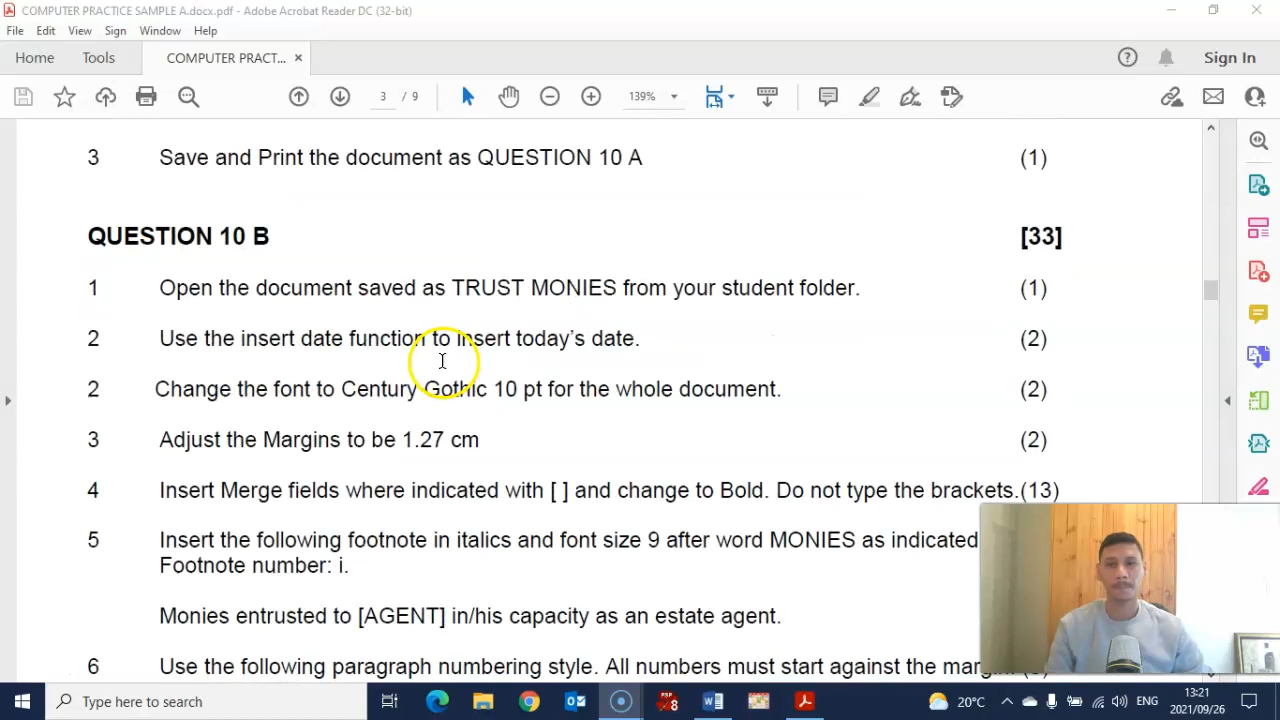 COMPUTER PRACTICE SAMPLE A.docx.pdf - Adobe Acrobat Reader DC (32-bit)
File Edit View Sign Window Help
Home Tools COMPUTER PRACT... × Sign In
3 / 9 139%
3 Save and Print the document as QUESTION 10 A (1)
QUESTION 10 B [33]
1 Open the document saved as TRUST MONIES from your student folder. (1)
2 Use the insert date function to insert today's date. (2)
2 Change the font to Century Gothic 10 pt for the whole document. (2)
3 Adjust the Margins to be 1.27 cm (2)
4 Insert Merge fields where indicated with [ ] and change to Bold. Do not type the brackets.(13)
5 Insert the following footnote in italics and font size 9 after word MONIES as indicated
Footnote number: i.
Monies entrusted to [AGENT] in/his capacity as an estate agent.
6 Use the following paragraph numbering style. All numbers must start against the margin.
Type here to search 20°C ENG 13:21
2021/09/26